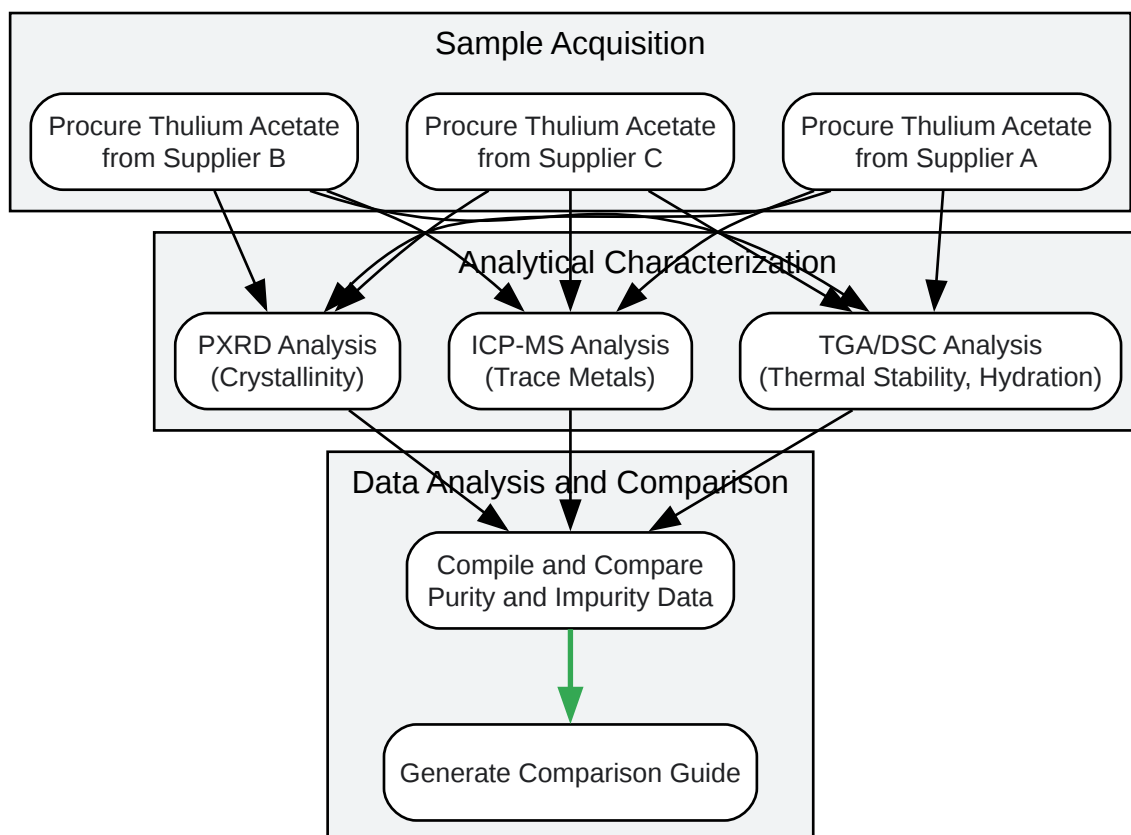 Sample Acquisition
Procure Thulium Acetate
from Supplier B
Procure Thulium Acetate
from Supplier C
Procure Thulium Acetate
from Supplier A
Analytical Characterization
PXRD Analysis
(Crystallinity)
ICP-MS Analysis
(Trace Metals)
TGA/DSC Analysis
(Thermal Stability, Hydration)
Data Analysis and Comparison
Compile and Compare
Purity and Impurity Data
Generate Comparison Guide